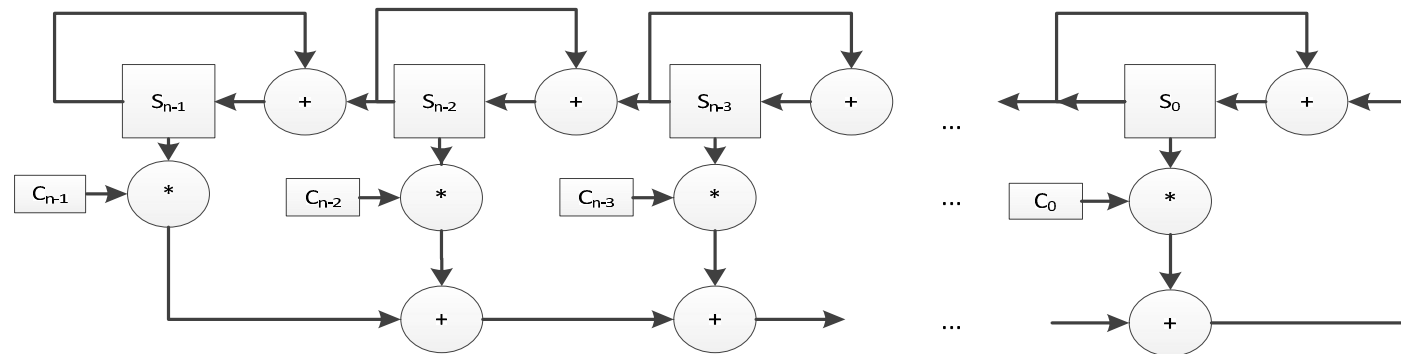 + + + +
S_{n-1} S_{n-2} S_{n-3} S_0
...
* * * *
C_{n-1} C_{n-2} C_{n-3} ... C_0
+ + ... +